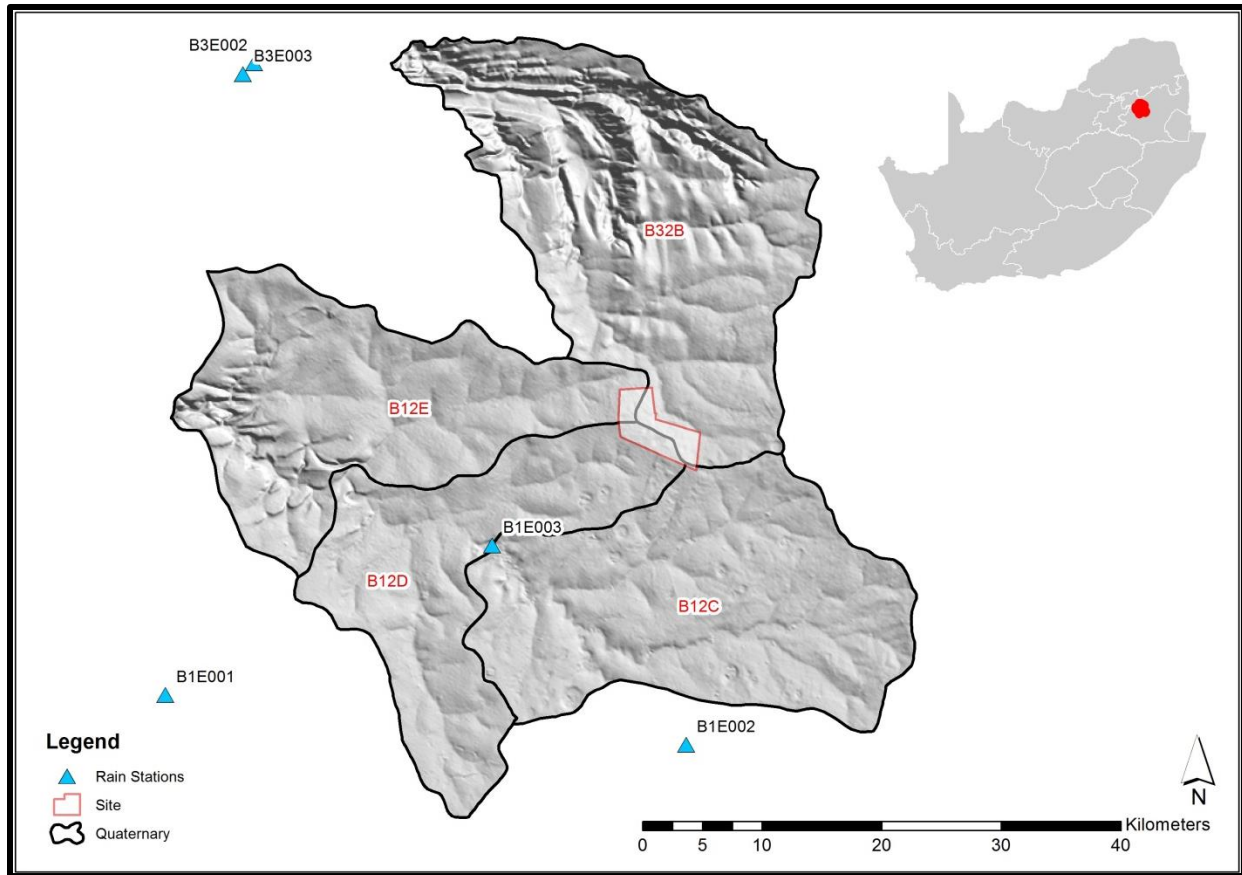 B3E002
B3E003
B32B
B12E
B1E003
B12D
B12C
B1E001
B1E002
Legend
Rain Stations
Site
Quaternary
N
Kilometers
0 5 10 20 30 40